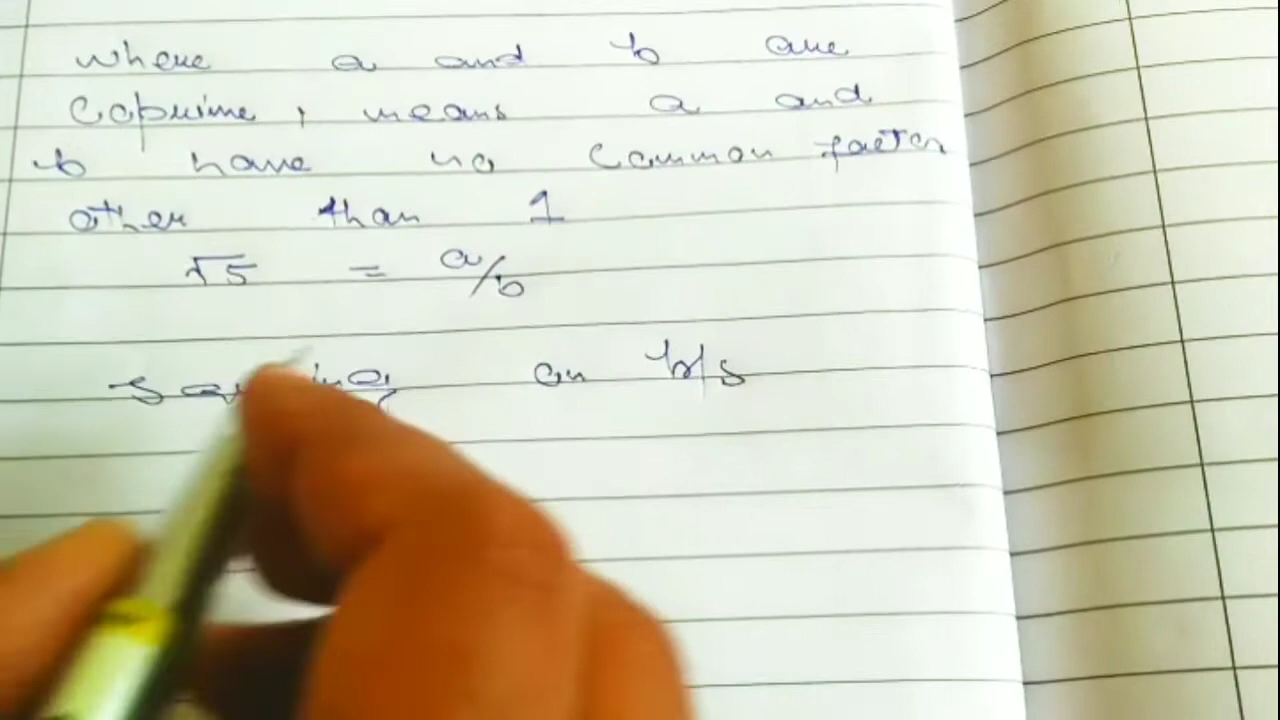 where a and b are
Coprime, means a and
b have no Common factor
other than 1
√5 = a/b
on b/s